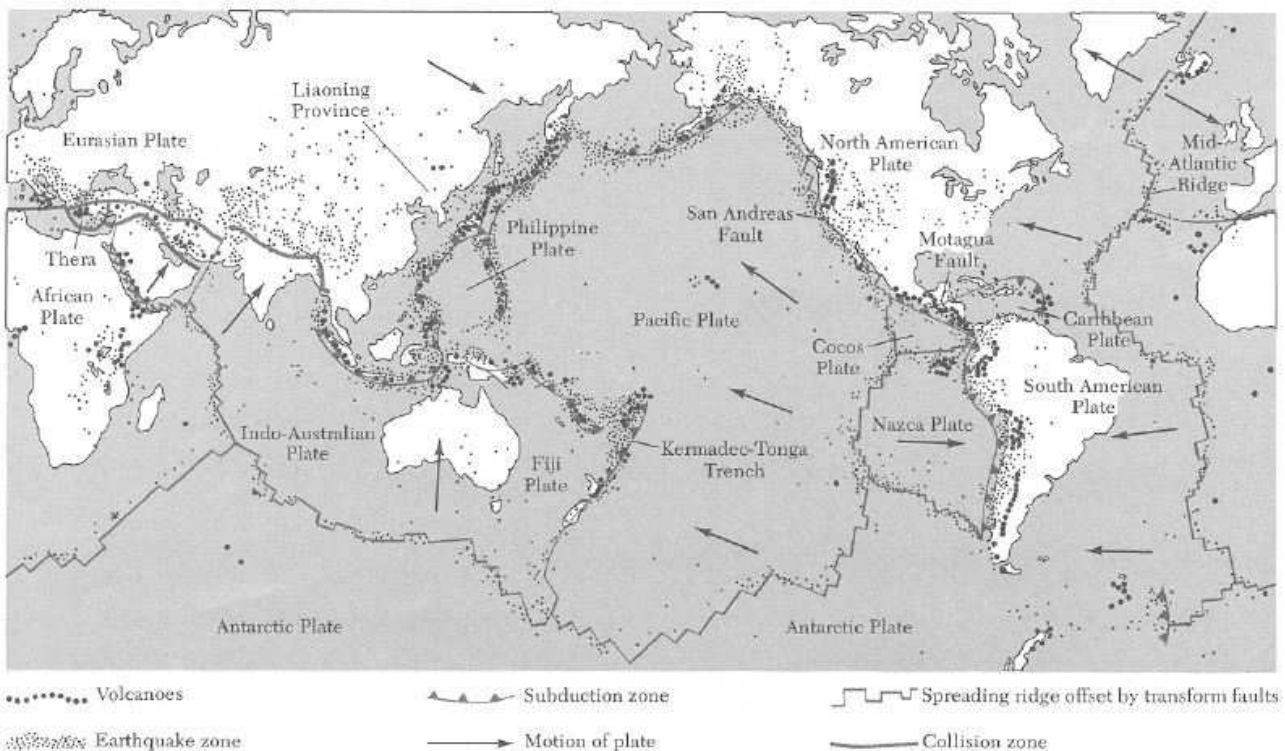 Liaoning
Province
Eurasian Plate
North American
Plate
Mid-
Atlantic
Ridge
San Andreas
Fault
Philippine
Plate
Motagua
Fault
Thera
African
Plate
Pacific Plate
Caribbean
Plate
Cocos
Plate
South American
Plate
Nazca Plate
Indo-Australian
Plate
Fiji
Plate
Kermadec-Tonga
Trench
Antarctic Plate
Antarctic Plate
Volcanoes
Subduction zone
Spreading ridge offset by transform faults
Earthquake zone
Motion of plate
Collision zone